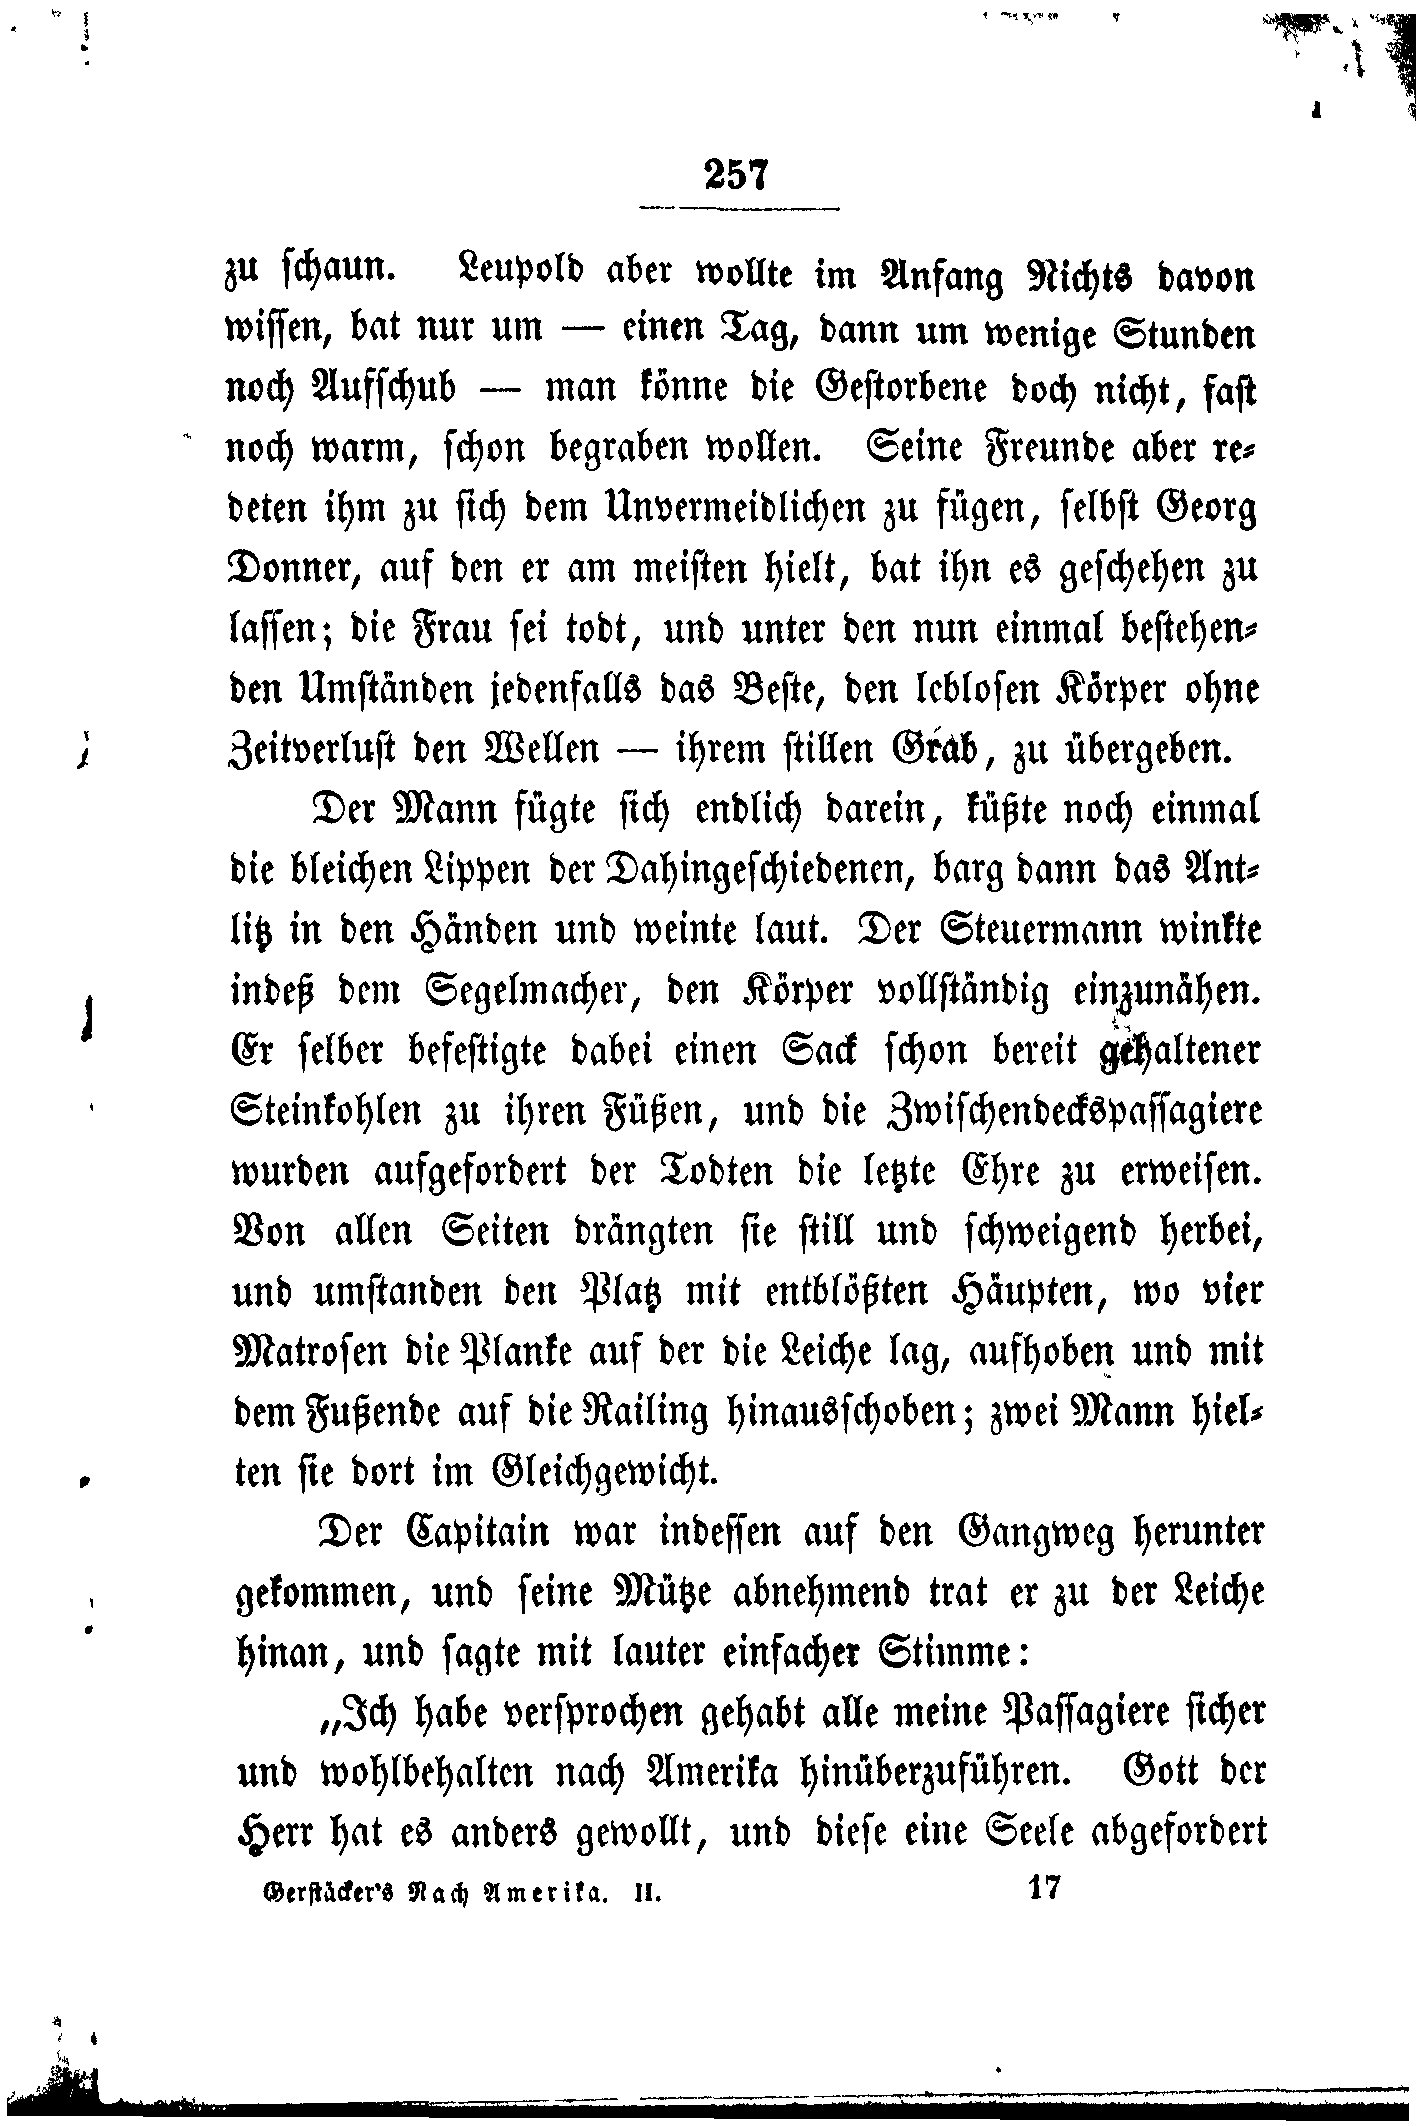 257
zu schaun. Leupold aber wollte im Anfang Nichts davon
wissen, bat nur um — einen Tag, dann um wenige Stunden
noch Aufschub — man könne die Gestorbene doch nicht, fast
noch warm, schon begraben wollen. Seine Freunde aber re-
deten ihm zu sich dem Unvermeidlichen zu fügen, selbst Georg
Donner, auf den er am meisten hielt, bat ihn es geschehen zu
lassen; die Frau sei todt, und unter den nun einmal bestehen-
den Umständen jedenfalls das Beste, den leblosen Körper ohne
Zeitverlust den Wellen — ihrem stillen Grab, zu übergeben.
Der Mann fügte sich endlich darein, küßte noch einmal
die bleichen Lippen der Dahingeschiedenen, barg dann das Ant-
litz in den Händen und weinte laut. Der Steuermann winkte
indeß dem Segelmacher, den Körper vollständig einzunähen.
Er selber befestigte dabei einen Sack schon bereit gehaltener
Steinkohlen zu ihren Füßen, und die Zwischendeckspassagiere
wurden aufgefordert der Todten die letzte Ehre zu erweisen.
Von allen Seiten drängten sie still und schweigend herbei,
und umstanden den Platz mit entblößten Häupten, wo vier
Matrosen die Planke auf der die Leiche lag, aufhoben und mit
dem Fußende auf die Railing hinausschoben; zwei Mann hiel-
ten sie dort im Gleichgewicht.
Der Capitain war indessen auf den Gangweg herunter
gekommen, und seine Mütze abnehmend trat er zu der Leiche
hinan, und sagte mit lauter einfacher Stimme:
„Ich habe versprochen gehabt alle meine Passagiere sicher
und wohlbehalten nach Amerika hinüberzuführen. Gott der
Herr hat es anders gewollt, und diese eine Seele abgefordert
Gerstäcker's Nach Amerika. II. 17